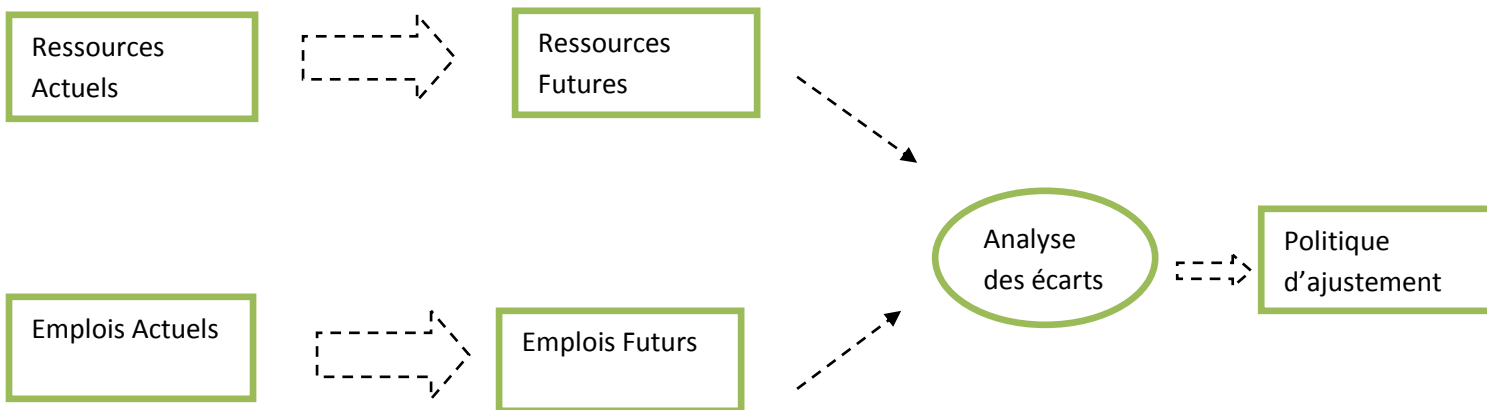 Ressources
Actuels
Ressources
Futures
Analyse
des écarts
Politique
d’ajustement
Emplois Actuels
Emplois Futurs